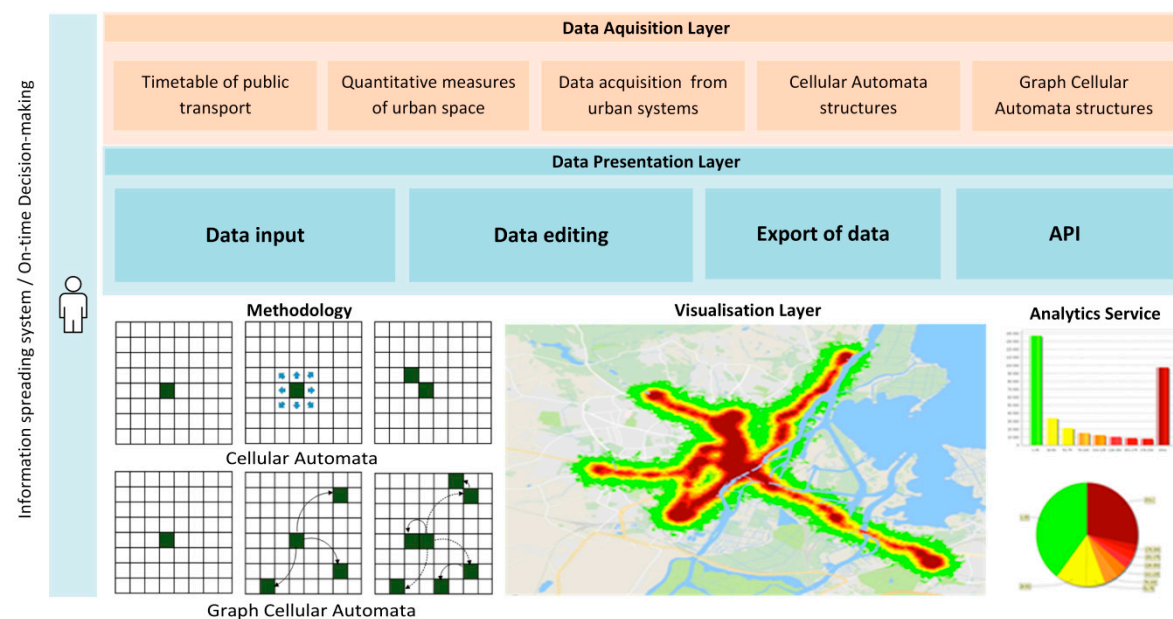 Information spreading system / On-time Decision-making
Data Aquisition Layer
Timetable of public
transport
Quantitative measures
of urban space
Data acquisition from
urban systems
Cellular Automata
structures
Graph Cellular
Automata structures
Data Presentation Layer
Data input
Data editing
Export of data
API
Methodology
Cellular Automata
Graph Cellular Automata
Visualisation Layer
Analytics Service